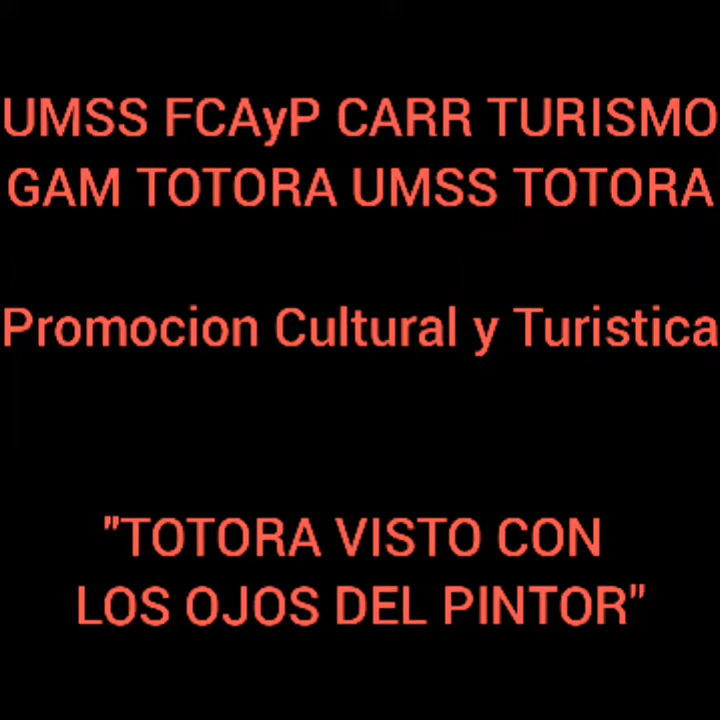 UMSS FCAyP CARR TURISMO
GAM TOTORA UMSS TOTORA
Promocion Cultural y Turistica
"TOTORA VISTO CON
LOS OJOS DEL PINTOR"